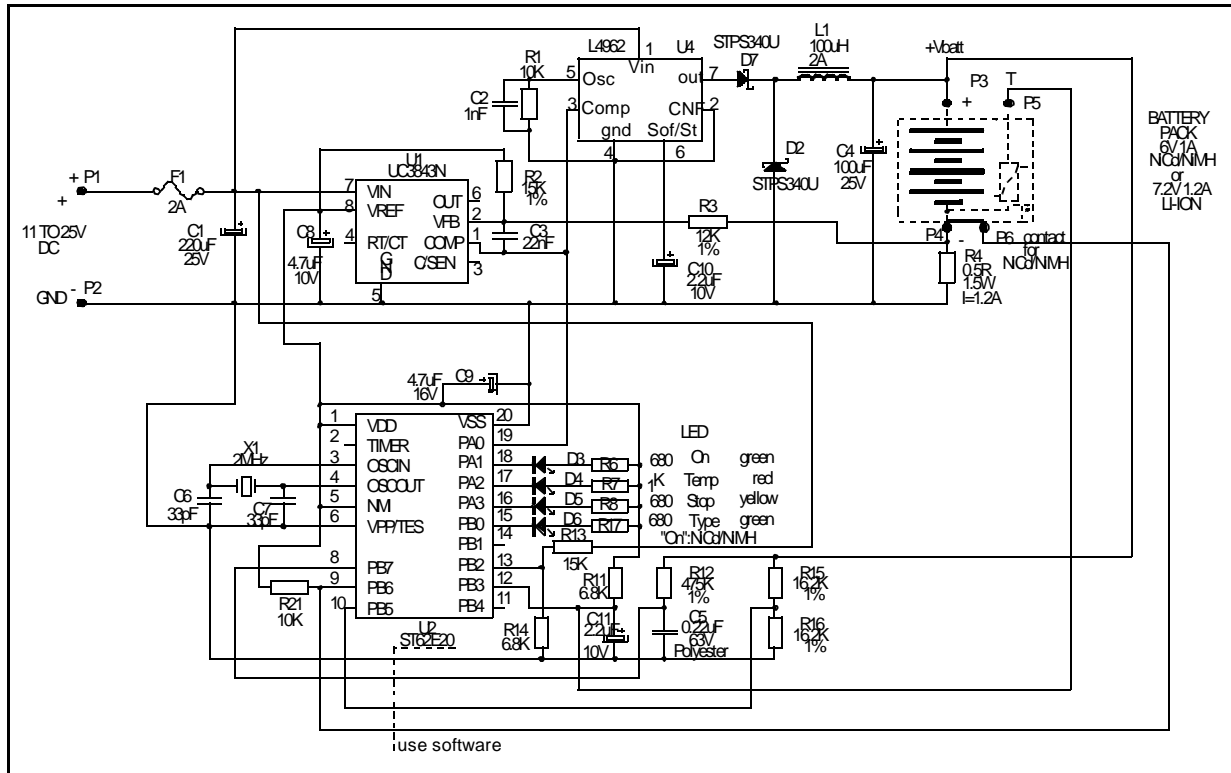 L4962 1 U4
Vin
R1
10K
5 Osc
out 7
C2
1nF
3 Comp
CNF 2
gnd Sof/St
4 6
STPS340U
D7
L1
100uH
2A
+Vbatt
P3 T
+ P5
BATTERY
PACK
6V 1A
NiCd/NiMH
or
7.2V 1.2A
LI-ION
D2
STPS340U
C4
100uF
25V
U1
UC3843N
+ P1
+
F1
2A
7 VIN
8 VREF
OUT 6
VFB 2
COMP 1
C/SEN 3
4 RT/CT
GND
5
R2
15K
1%
C3
22nF
R3
12K
1%
11 TO 25V
DC
C1
220uF
25V
C8
4.7uF
10V
C10
2.2uF
10V
P4 -
P6 contact
for
NiCd/NiMH
R4
0.5R
1.5W
I=1.2A
GND - P2
4.7uF C9
16V
1 VDD
2 TIMER
3 OSCIN
4 OSCOUT
5 NMI
6 VPP/TES
8 PB7
9 PB6
10 PB5
VSS 20
PA0 19
PA1 18
PA2 17
PA3 16
PB0 15
PB1 14
PB2 13
PB3 12
PB4 11
U2
ST62E20
X1
2MHz
C6
33pF
C7
33pF
LED
D3 R6 680 On green
D4 R7 1K Temp red
D5 R8 680 Stop yellow
D6 R17 680 Type green
"On":NiCd/NiMH
R13
15K
R21
10K
R14
6.8K
R11
6.8K
C11
2.2uF
10V
R12
475K
1%
C5
0.22uF
63V
Polyester
R15
16.2K
1%
R16
16.2K
1%
use software